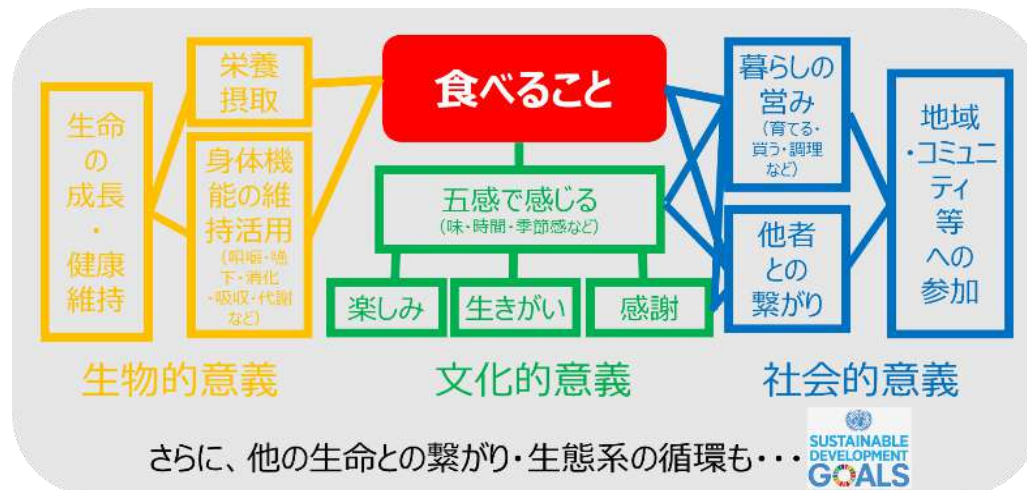 栄養
摂取
生命
の
成長
・
健康
維持
身体機
能の維
持活用
(咀嚼・嚥
下・消化
・吸収・代謝
など)
生物的意義
食べること
五感で感じる
(味・時間・季節感など)
楽しみ
生きがい
感謝
文化的意義
暮らしの
営み
(育てる・
買う・調理
など)
他者
との
繋がり
地域
・コミュニ
ティ
等
への
参加
社会的意義
さらに、他の生命との繋がり・生態系の循環も・・・
SUSTAINABLE
DEVELOPMENT
GOALS